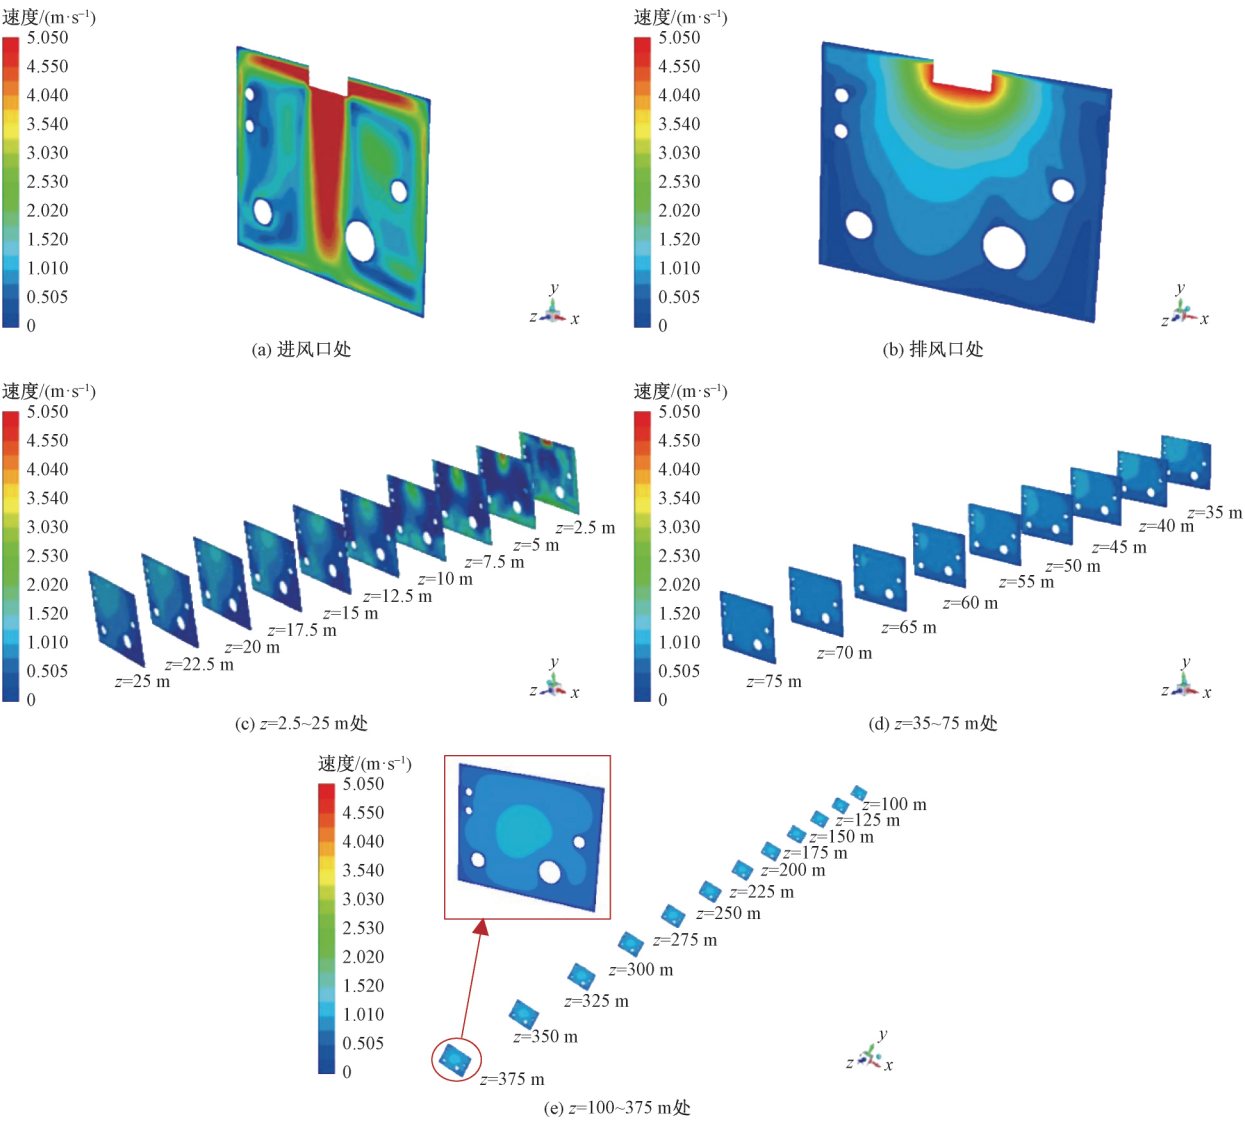 速度/(m·s⁻¹)
5.050
4.550
4.040
3.540
3.030
2.530
2.020
1.520
1.010
0.505
0
y
z
x
(a) 进风口处
速度/(m·s⁻¹)
5.050
4.550
4.040
3.540
3.030
2.530
2.020
1.520
1.010
0.505
0
y
z
x
(b) 排风口处
速度/(m·s⁻¹)
5.050
4.550
4.040
3.540
3.030
2.530
2.020
1.520
1.010
0.505
0
z=2.5 m
z=5 m
z=7.5 m
z=10 m
z=12.5 m
z=15 m
z=17.5 m
z=20 m
z=22.5 m
z=25 m
y
z
x
(c) z=2.5~25 m处
速度/(m·s⁻¹)
5.050
4.550
4.040
3.540
3.030
2.530
2.020
1.520
1.010
0.505
0
z=35 m
z=40 m
z=45 m
z=50 m
z=55 m
z=60 m
z=65 m
z=70 m
z=75 m
y
z
x
(d) z=35~75 m处
速度/(m·s⁻¹)
5.050
4.550
4.040
3.540
3.030
2.530
2.020
1.520
1.010
0.505
0
z=100 m
z=125 m
z=150 m
z=175 m
z=200 m
z=225 m
z=250 m
z=275 m
z=300 m
z=325 m
z=350 m
z=375 m
y
z
x
(e) z=100~375 m处